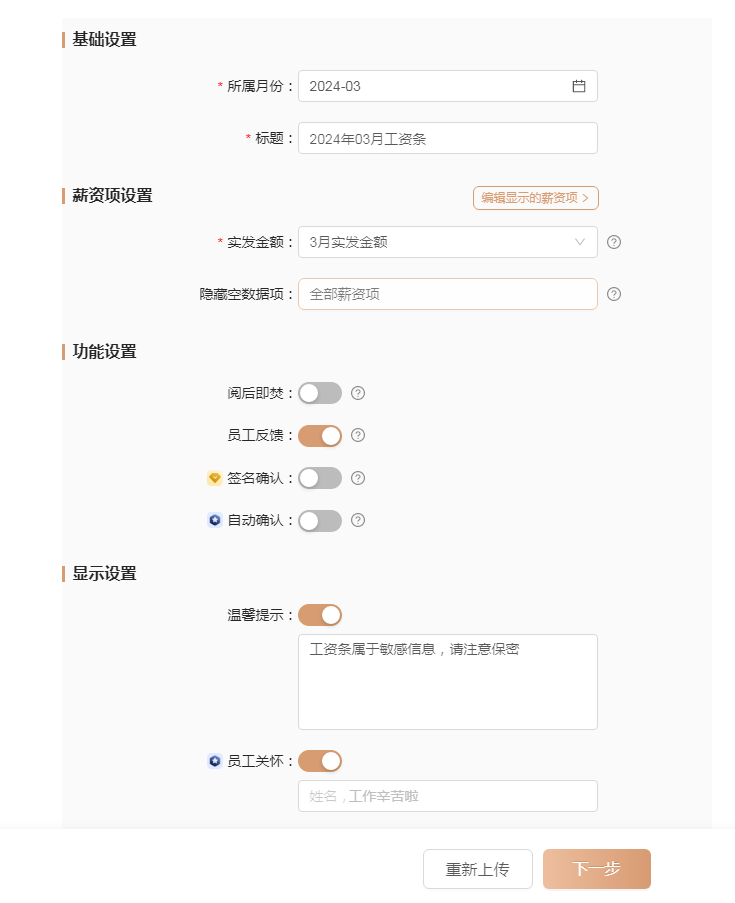 基础设置
* 所属月份： 2024-03
* 标题： 2024年03月工资条
薪资项设置 编辑显示的薪资项 >
* 实发金额： 3月实发金额
隐藏空数据项： 全部薪资项
功能设置
阅后即焚：
员工反馈：
签名确认：
自动确认：
显示设置
温馨提示：
工资条属于敏感信息，请注意保密
员工关怀：
姓名，工作辛苦啦
重新上传 下一步